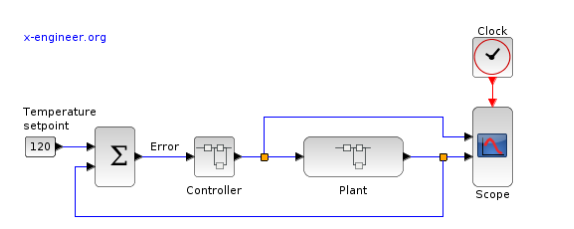 x-engineer.org
Clock
Temperature
setpoint
120
Σ
Error
Controller
Plant
Scope